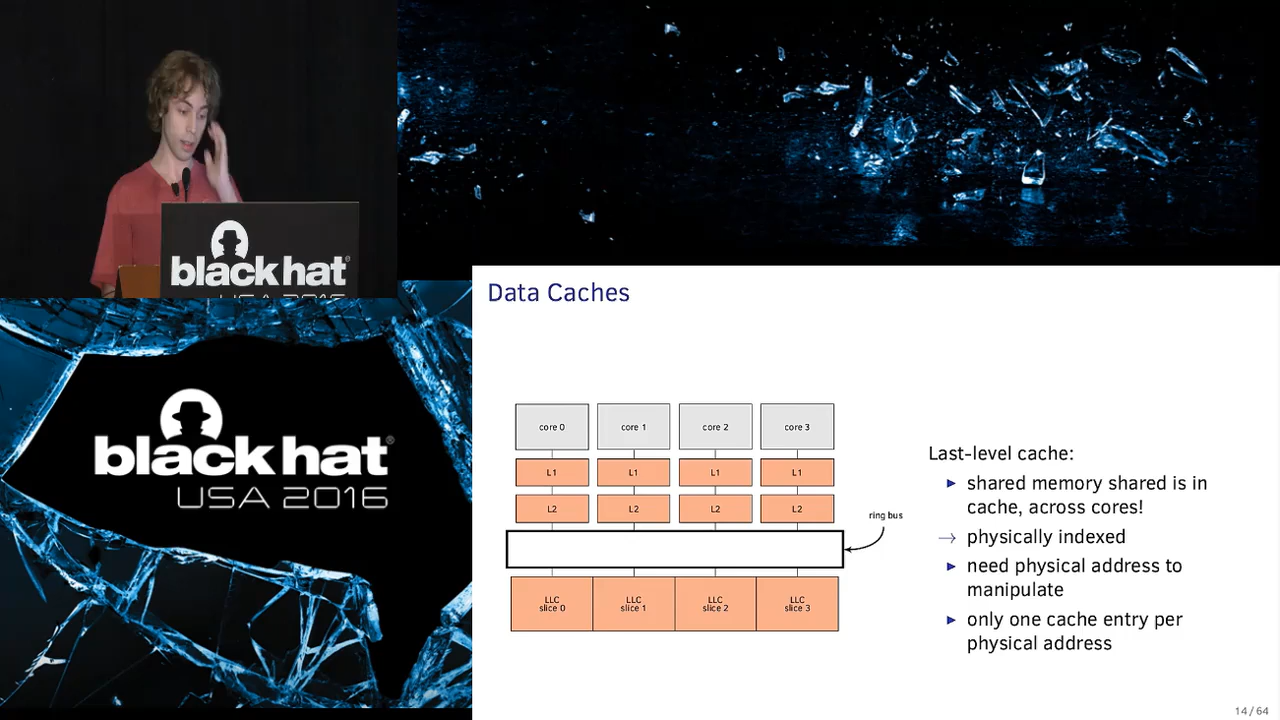 black hat
USA 2016
black hat®
USA 2016
Data Caches
core 0
core 1
core 2
core 3
L1
L1
L1
L1
L2
L2
L2
L2
ring bus
LLC
slice 0
LLC
slice 1
LLC
slice 2
LLC
slice 3
Last-level cache:
► shared memory shared is in
cache, across cores!
→ physically indexed
► need physical address to
manipulate
► only one cache entry per
physical address
14 / 64